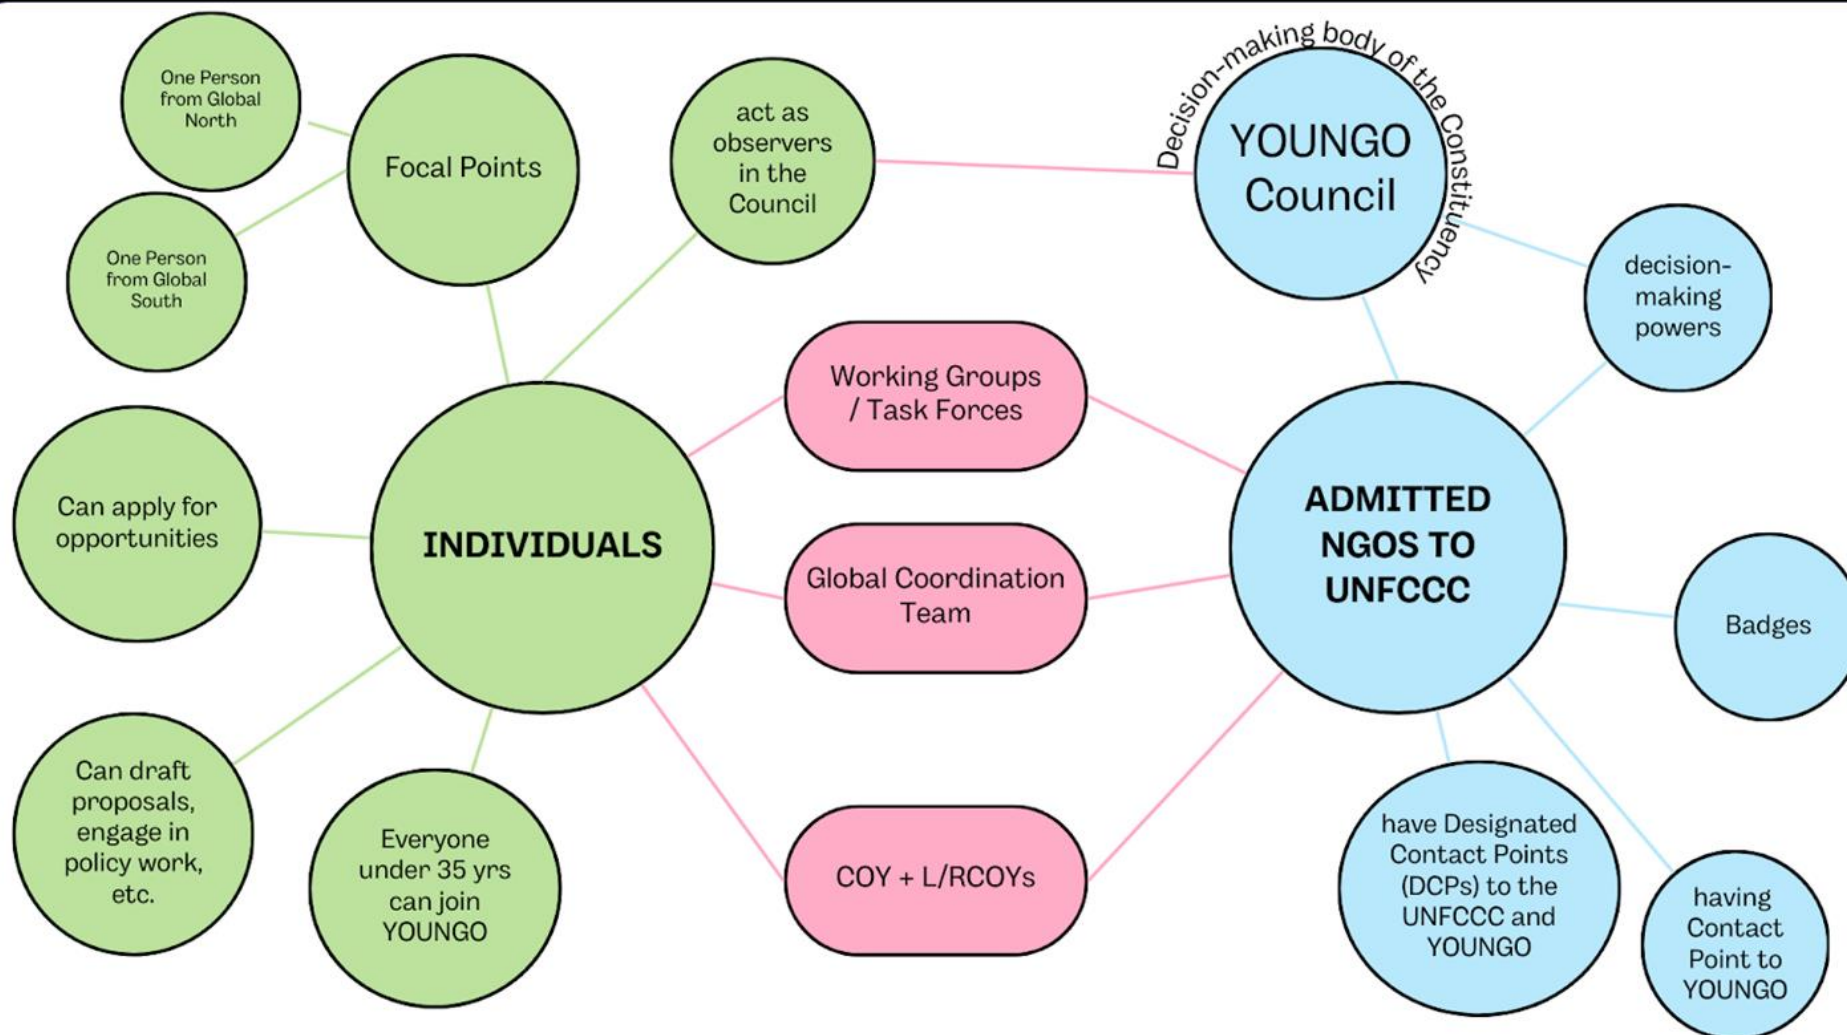 One Person
from Global
North
Focal Points
act as
observers
in the
Council
Decision-making body of the Constituency
YOUNGO
Council
One Person
from Global
South
decision-
making
powers
Working Groups
/ Task Forces
Can apply for
opportunities
INDIVIDUALS
ADMITTED
NGOS TO
UNFCCC
Global Coordination
Team
Badges
Can draft
proposals,
engage in
policy work,
etc.
Everyone
under 35 yrs
can join
YOUNGO
COY + L/RCOYs
have Designated
Contact Points
(DCPs) to the
UNFCCC and
YOUNGO
having
Contact
Point to
YOUNGO